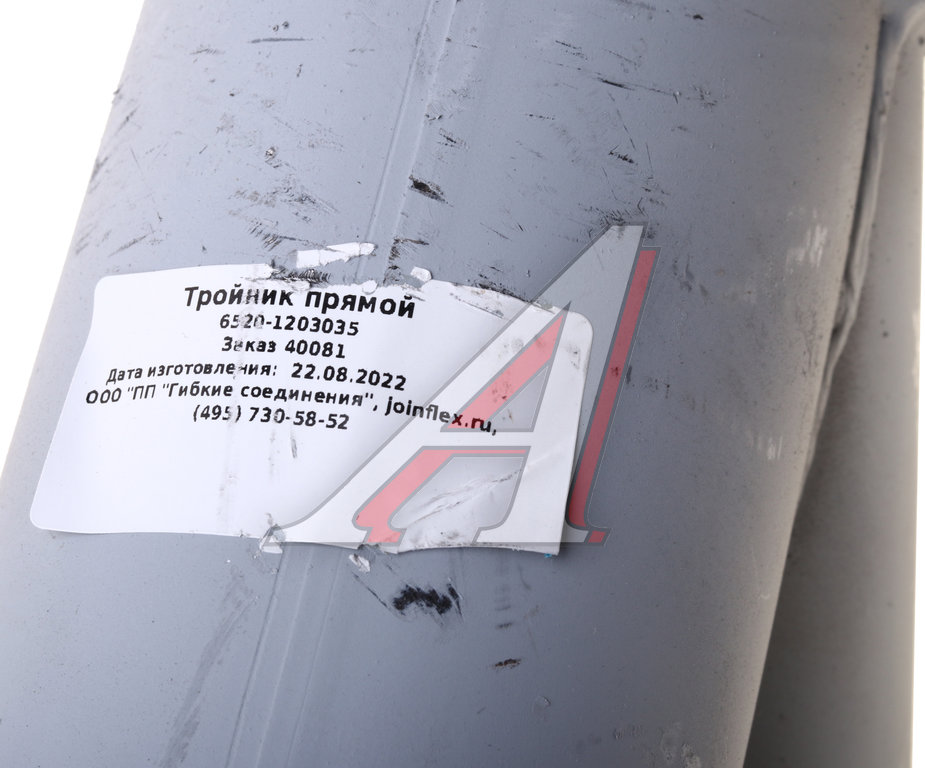 Тройник прямой
6520-1203035
Заказ 40081
Дата изготовления: 22.08.2022
ООО "ПП "Гибкие соединения", joinflex.ru,
(495) 730-58-52